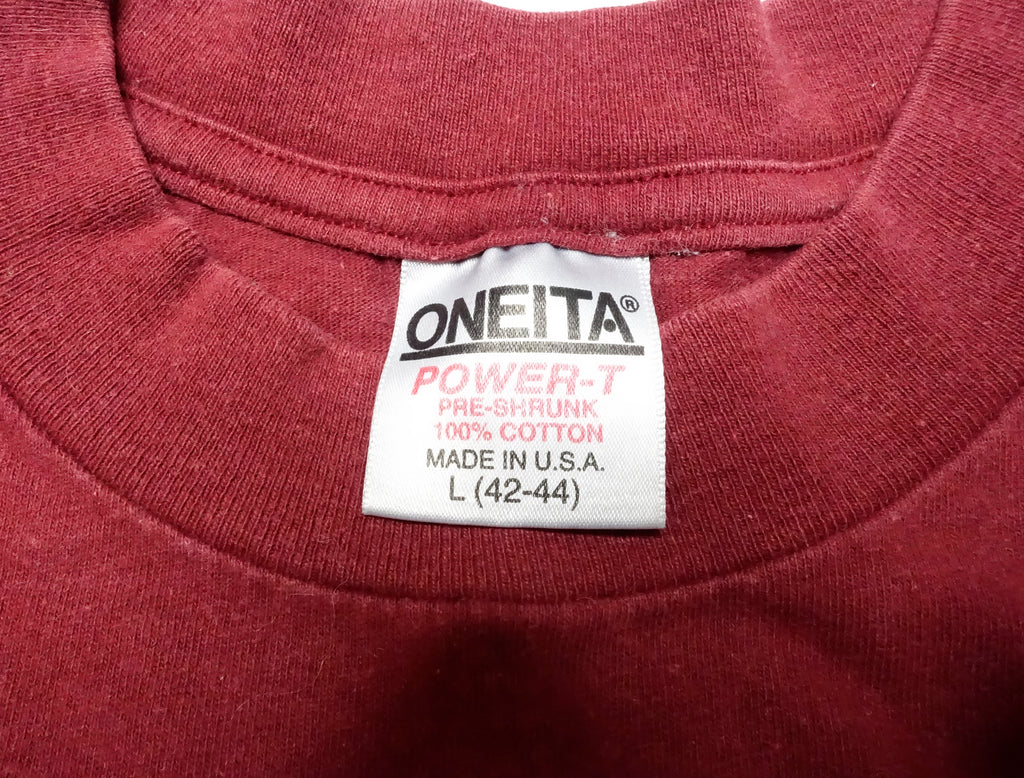 ONEITA®
POWER-T
PRE-SHRUNK
100% COTTON
MADE IN U.S.A.
L (42-44)